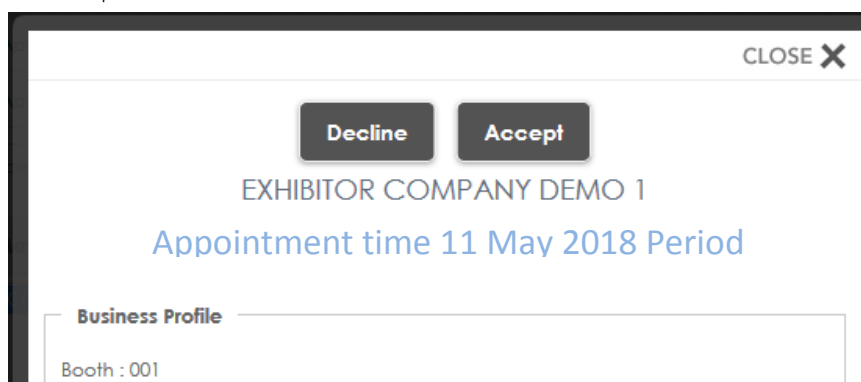 CLOSE X
Decline Accept
EXHIBITOR COMPANY DEMO 1
Appointment time 11 May 2018 Period
Business Profile
Booth : 001